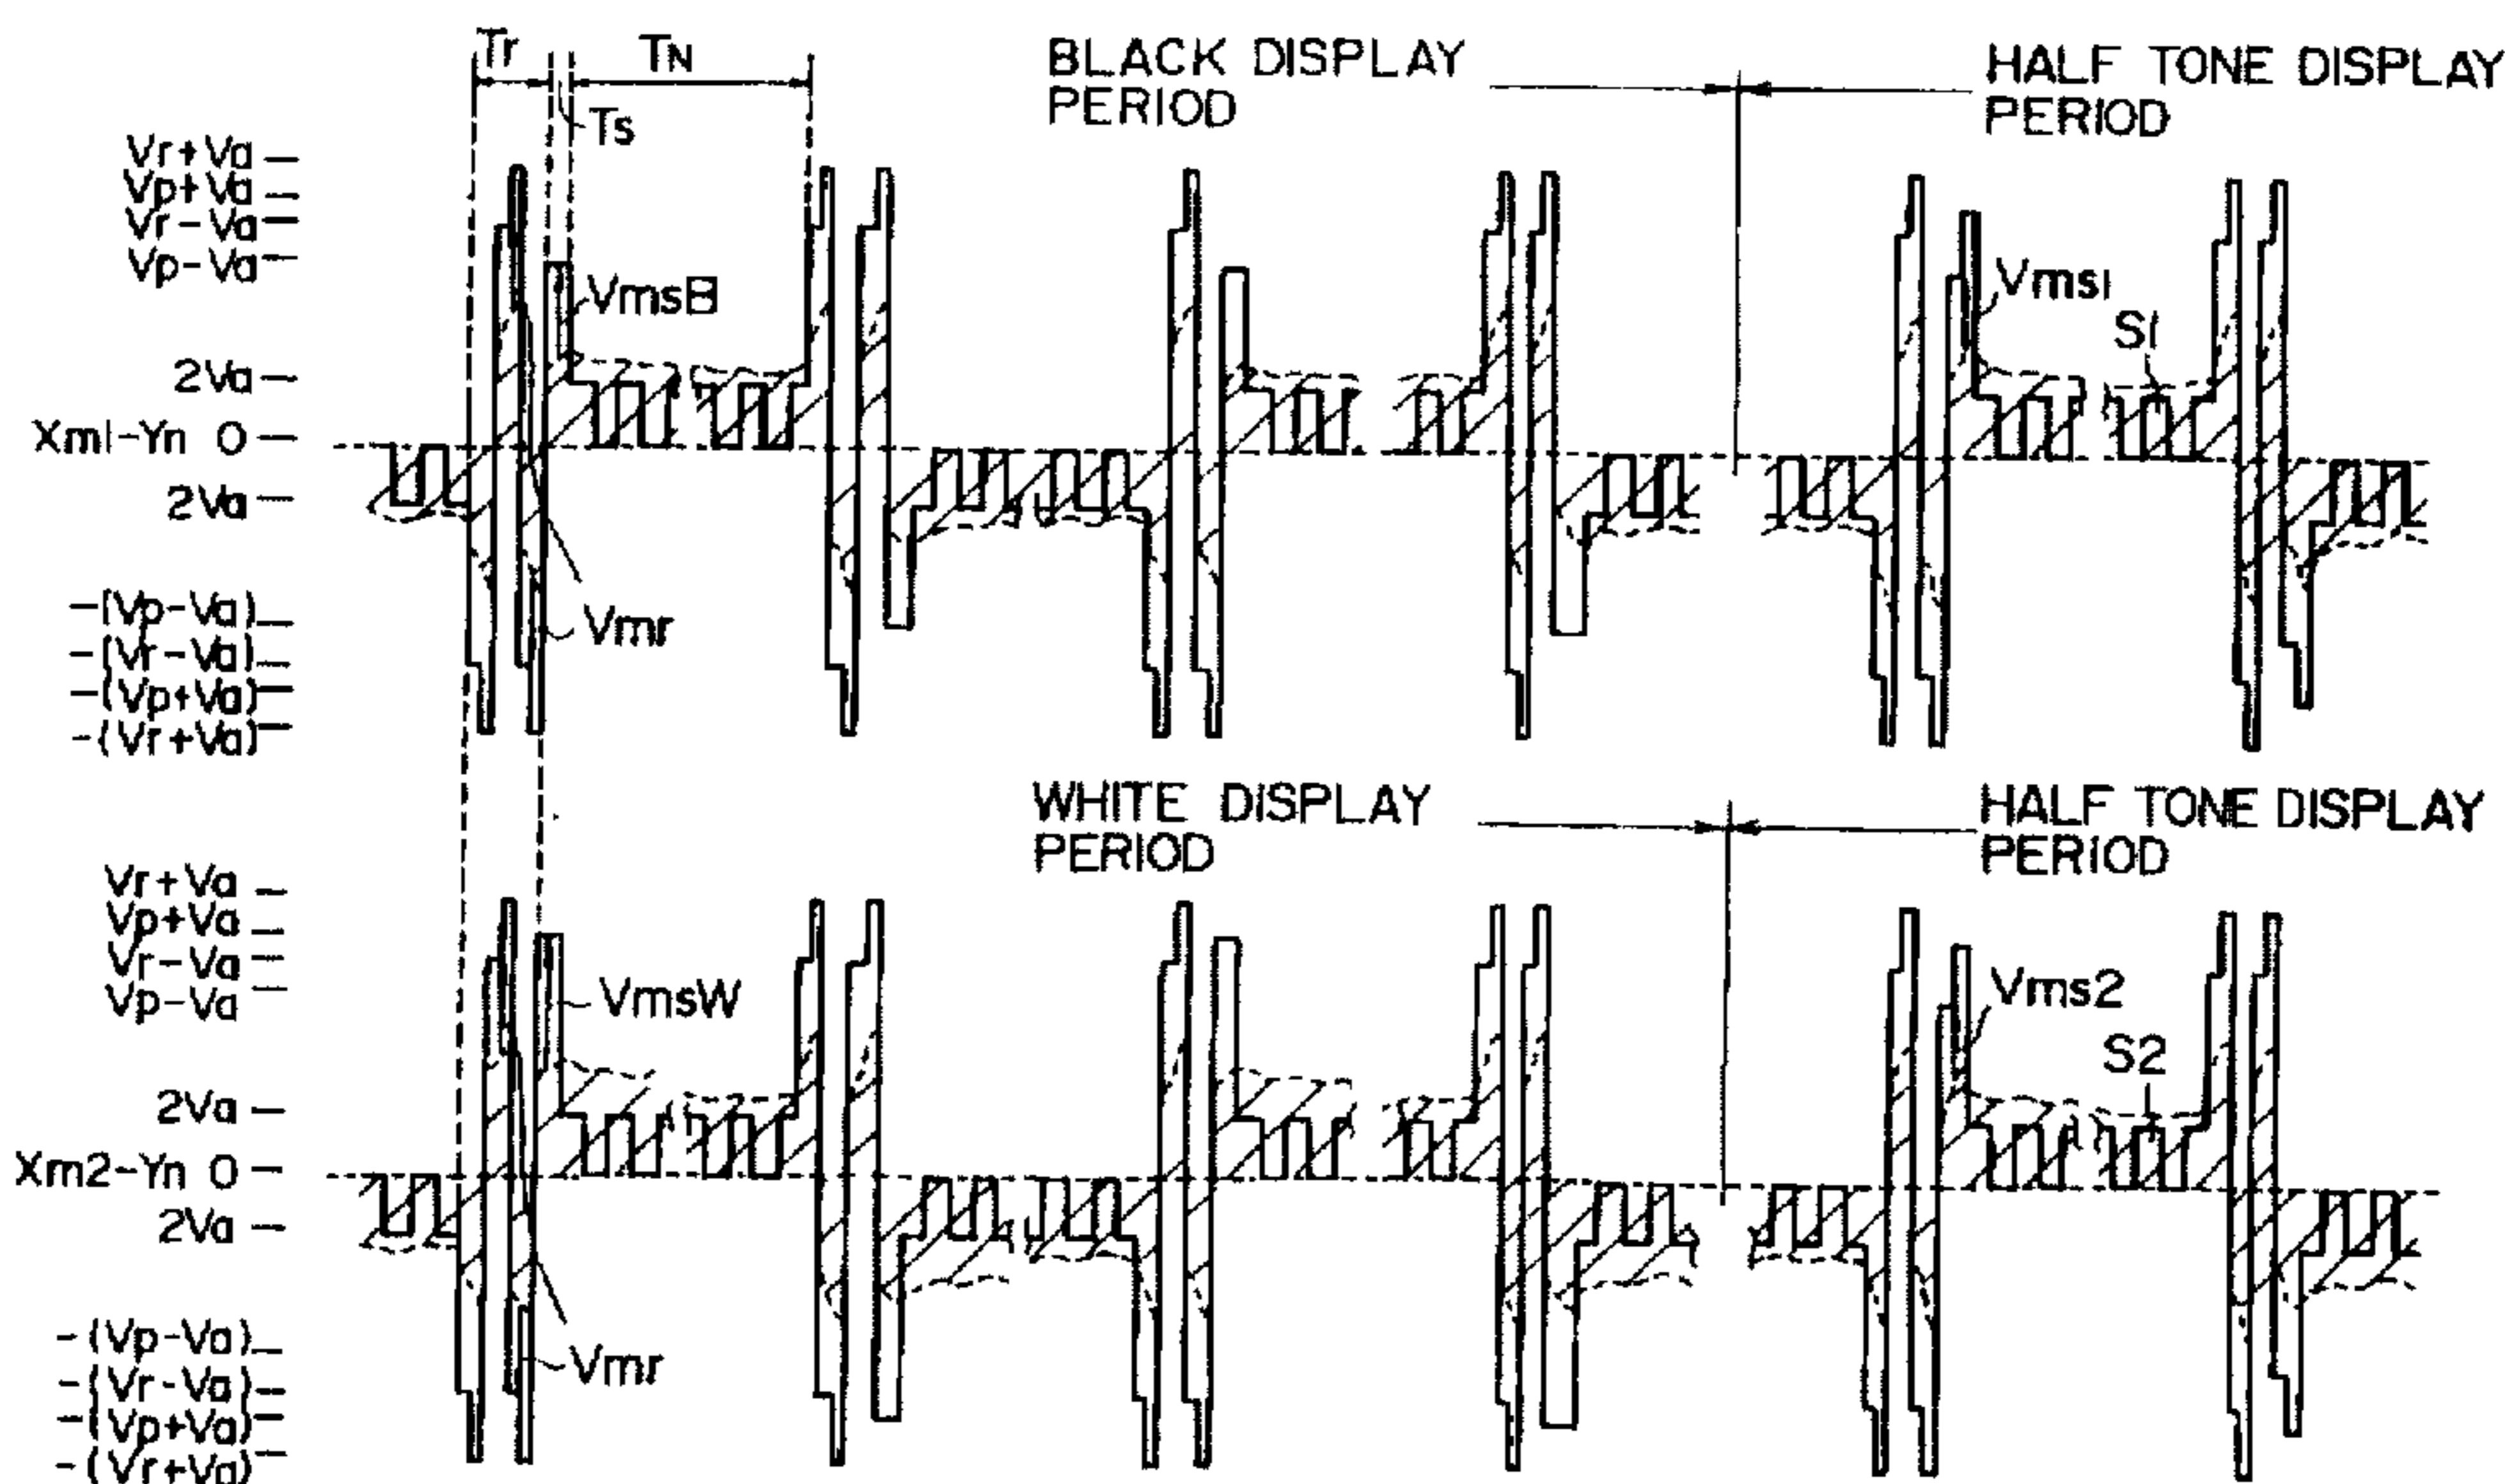 Tr
TN
Ts
BLACK DISPLAY
PERIOD
HALF TONE DISPLAY
PERIOD
Vr+Va
Vp+Va
Vr-Va
Vp-Va
VmsB
Vms1
S1
2Va
Xm1-Yn 0
2Va
-(Vp-Va)
-(Vr-Va)
-(Vp+Va)
-(Vr+Va)
Vmr
WHITE DISPLAY
PERIOD
HALF TONE DISPLAY
PERIOD
Vr+Va
Vp+Va
Vr-Va
Vp-Va
VmsW
Vms2
S2
2Va
Xm2-Yn 0
2Va
-(Vp-Va)
-(Vr-Va)
-(Vp+Va)
-(Vr+Va)
Vmr